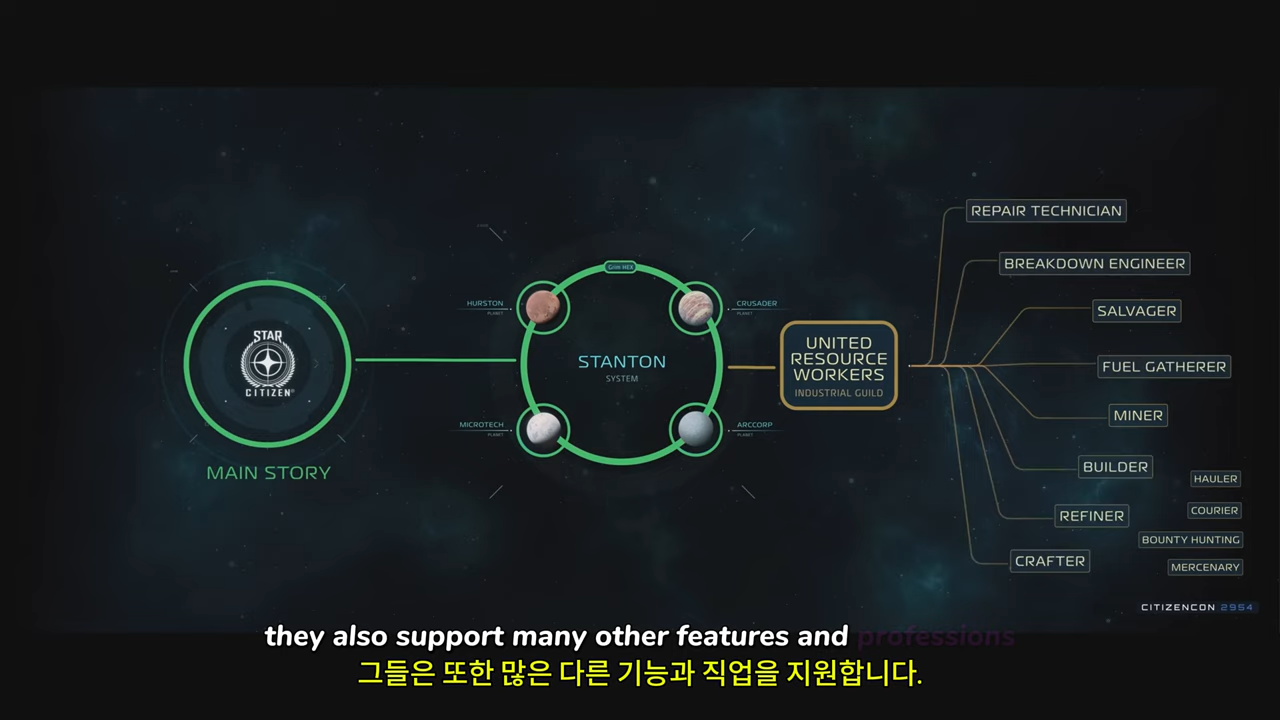 REPAIR TECHNICIAN
BREAKDOWN ENGINEER
Grim HEX
HURSTON
PLANET
CRUSADER
PLANET
SALVAGER
STAR
CITIZEN
STANTON
SYSTEM
UNITED
RESOURCE
WORKERS
INDUSTRIAL GUILD
FUEL GATHERER
MINER
MICROTECH
PLANET
ARCCORP
PLANET
MAIN STORY
BUILDER
HAULER
COURIER
REFINER
BOUNTY HUNTING
CRAFTER
MERCENARY
CITIZENCON 2954
they also support many other features and professions
그들은 또한 많은 다른 기능과 직업을 지원합니다.